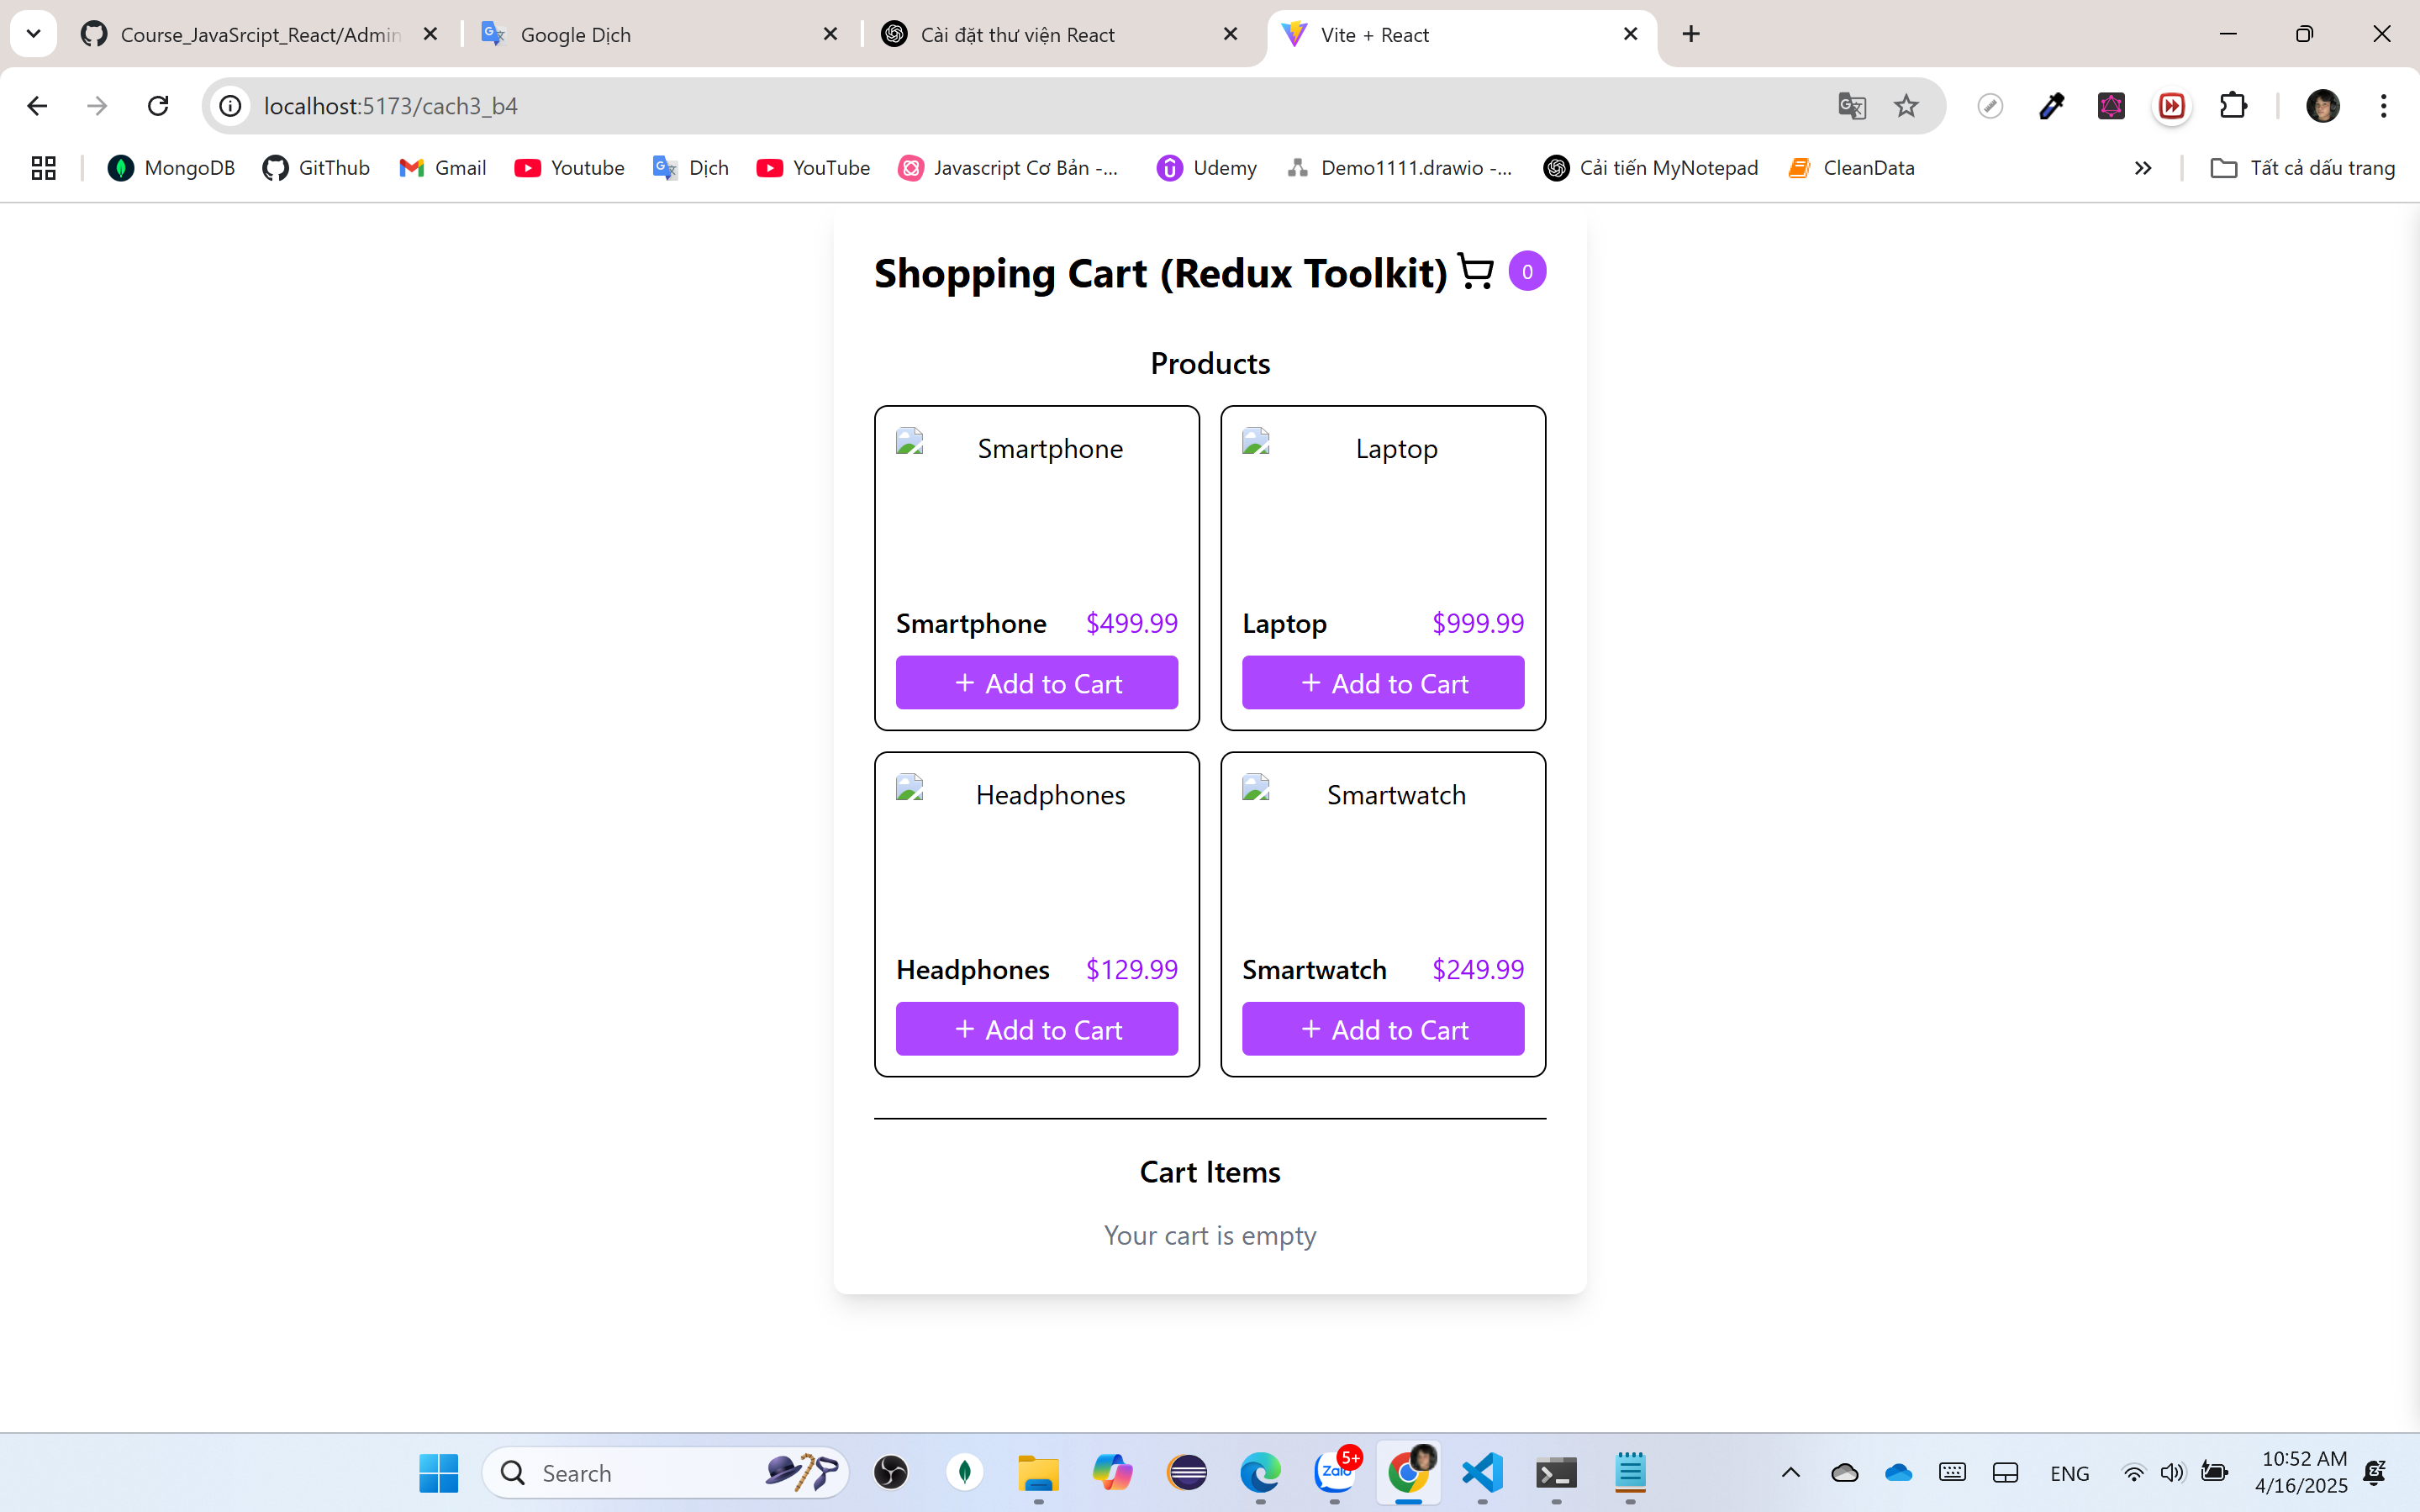 Course_JavaSrcipt_React/Admin
Google Dịch
Cài đặt thư viện React
Vite + React
localhost:5173/cach3_b4
MongoDB
GitThub
Gmail
Youtube
Dịch
YouTube
Javascript Cơ Bản -...
Udemy
Demo1111.drawio -...
Cải tiến MyNotepad
CleanData
Tất cả dấu trang
Shopping Cart (Redux Toolkit) 0
Products
Smartphone
Laptop
Smartphone $499.99
Laptop $999.99
+ Add to Cart
+ Add to Cart
Headphones
Smartwatch
Headphones $129.99
Smartwatch $249.99
+ Add to Cart
+ Add to Cart
Cart Items
Your cart is empty
Search
Zalo
5+
ENG
10:52 AM
4/16/2025